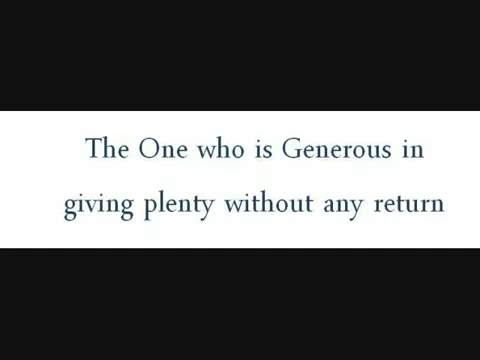 The One who is Generous in
giving plenty without any return